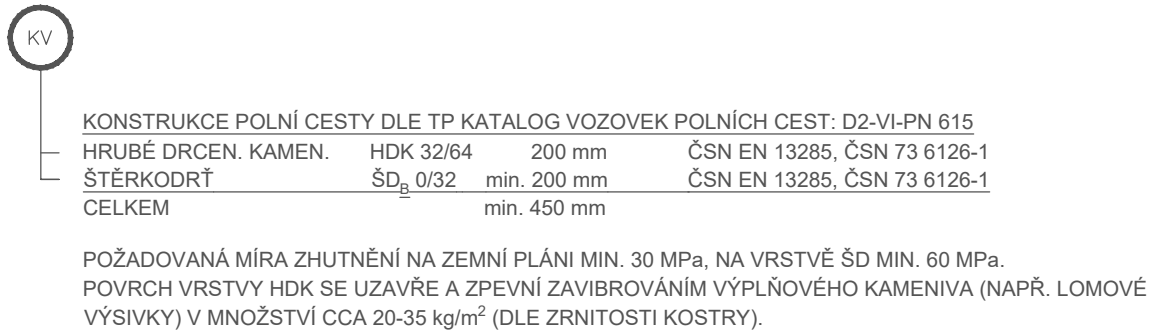 KV
KONSTRUKCE POLNÍ CESTY DLE TP KATALOG VOZOVEK POLNÍCH CEST: D2-VI-PN 615
HRUBÉ DRCEN. KAMEN. HDK 32/64 200 mm ČSN EN 13285, ČSN 73 6126-1
ŠTĚRKODRŤ ŠDB 0/32 min. 200 mm ČSN EN 13285, ČSN 73 6126-1
CELKEM min. 450 mm
POŽADOVANÁ MÍRA ZHUTNĚNÍ NA ZEMNÍ PLÁNI MIN. 30 MPa, NA VRSTVĚ ŠD MIN. 60 MPa.
POVRCH VRSTVY HDK SE UZAVŘE A ZPEVNÍ ZAVIBROVÁNÍM VÝPLŇOVÉHO KAMENIVA (NAPŘ. LOMOVÉ
VÝSIVKY) V MNOŽSTVÍ CCA 20-35 kg/m² (DLE ZRNITOSTI KOSTRY).